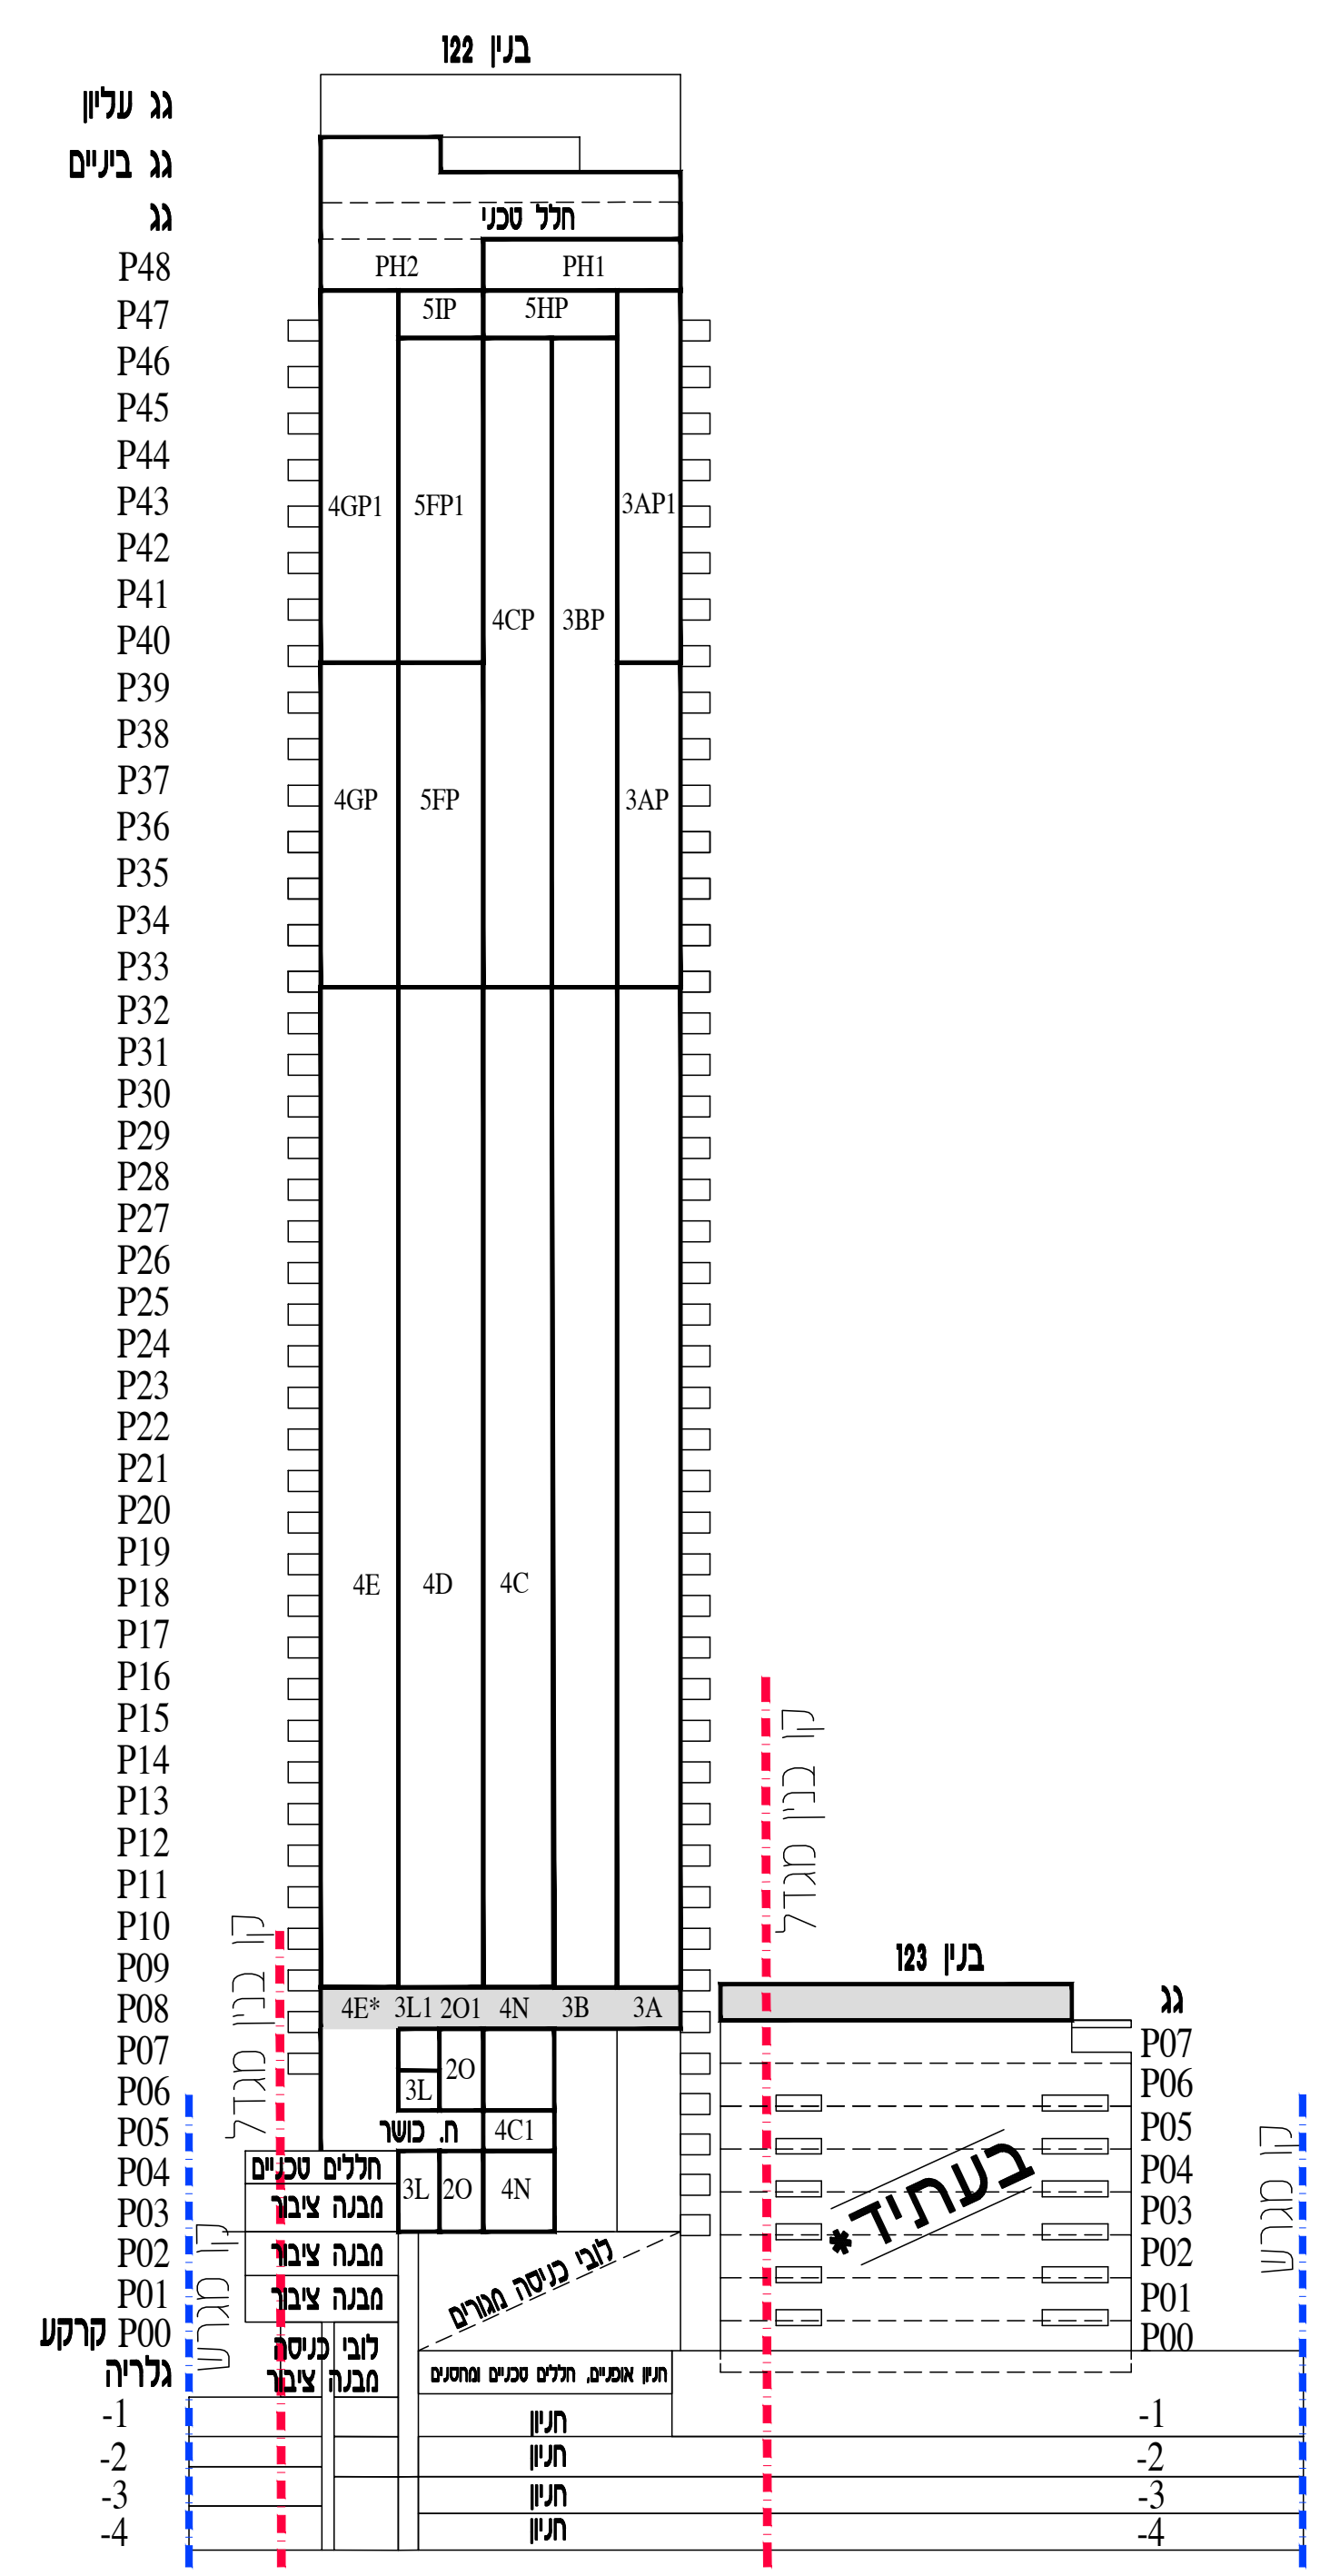 בנין 122
גג עליון
גג ביניים
גג
חלל טכני
P48 PH2 PH1
P47 5IP 5HP
P46
P45
P44
P43 4GP1 5FP1 3AP1
P42
P41
P40 4CP 3BP
P39
P38
P37
P36 4GP 5FP 3AP
P35
P34
P33
P32
P31
P30
P29
P28
P27
P26
P25
P24
P23
P22
P21
P20
P19
P18 4E 4D 4C
P17
P16
P15
P14
P13
P12
P11
P10
P09
קו בנין מגדל
קו בנין מגדל
בנין 123
P08 4E* 3L1 2O1 4N 3B 3A גג
P07 2O P07
P06 3L P06
P05 ח. כושר 4C1 P05
P04 חללים טכניים P04
3L 2O 4N
P03 מבנה ציבור P03
P02 מבנה ציבור P02
P01 מבנה ציבור P01
בעתיד*
לובי כניסה מגורים
קו מגרש
קו מגרש
קרקע P00 לובי כניסה P00
גלריה מבנה ציבור חניון אופניים, חללים טכניים ומחסנים
-1 חניון -1
-2 חניון -2
-3 חניון -3
-4 חניון -4